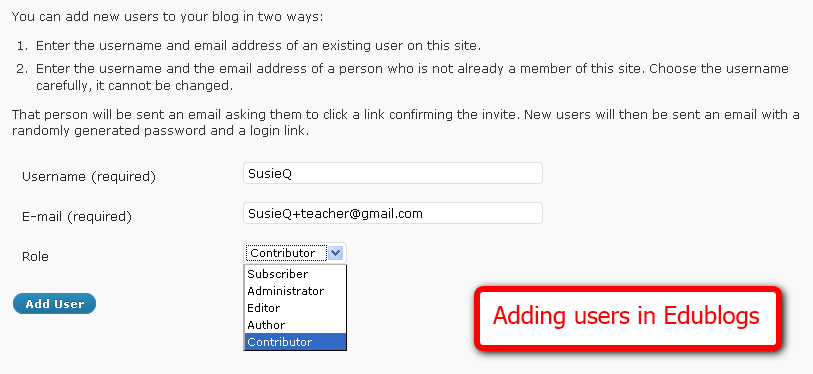 You can add new users to your blog in two ways:
1. Enter the username and email address of an existing user on this site.
2. Enter the username and the email address of a person who is not already a member of this site. Choose the username
carefully, it cannot be changed.
That person will be sent an email asking them to click a link confirming the invite. New users will then be sent an email with a
randomly generated password and a login link.
Username (required) SusieQ
E-mail (required) SusieQ+teacher@gmail.com
Role Contributor
Subscriber
Administrator
Editor
Author
Contributor
Add User
Adding users in Edublogs